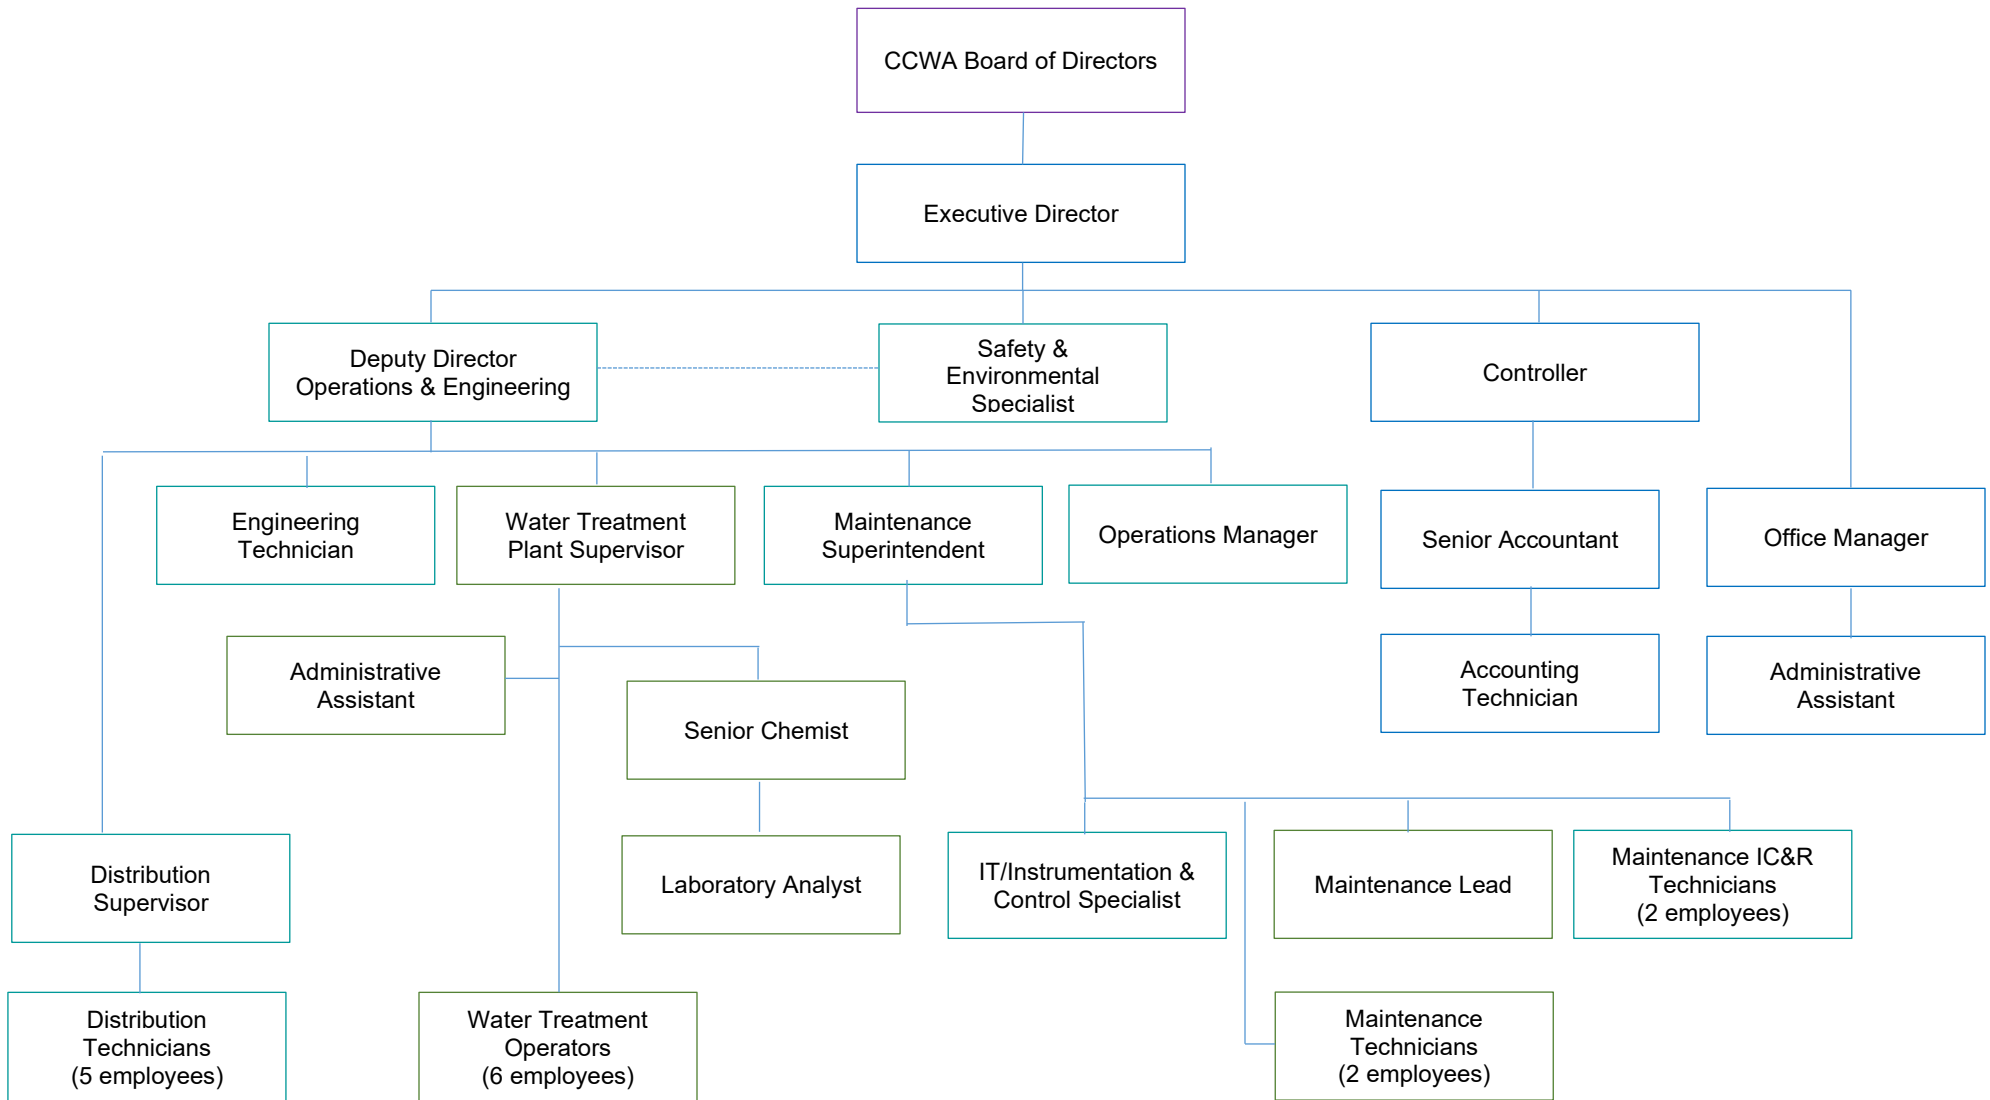 CCWA Board of Directors
Executive Director
Deputy Director
Operations & Engineering
Safety &
Environmental
Specialist
Controller
Engineering
Technician
Water Treatment
Plant Supervisor
Maintenance
Superintendent
Operations Manager
Senior Accountant
Office Manager
Administrative
Assistant
Senior Chemist
Accounting
Technician
Administrative
Assistant
Distribution
Supervisor
Laboratory Analyst
IT/Instrumentation &
Control Specialist
Maintenance Lead
Maintenance IC&R
Technicians
(2 employees)
Distribution
Technicians
(5 employees)
Water Treatment
Operators
(6 employees)
Maintenance
Technicians
(2 employees)